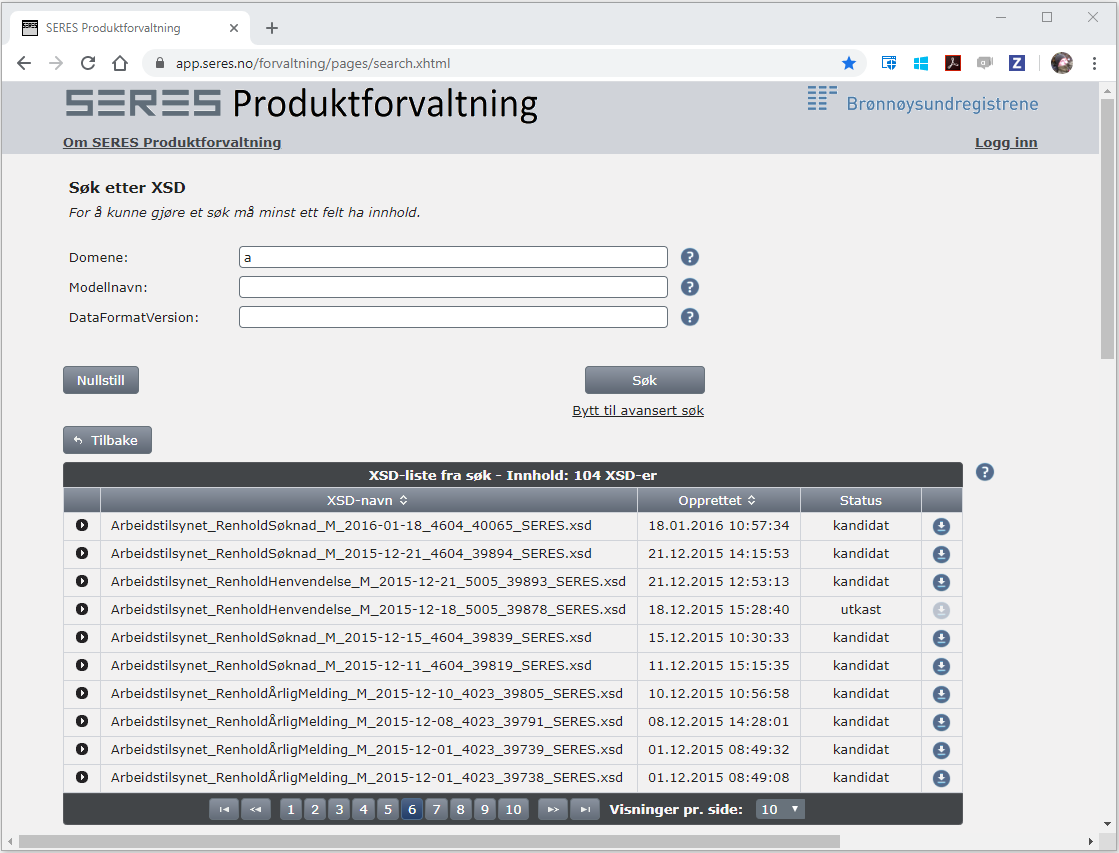 SERES Produktforvaltning
app.seres.no/forvaltning/pages/search.xhtml
SERES Produktforvaltning
Brønnøysundregistrene
Om SERES Produktforvaltning
Logg inn
Søk etter XSD
For å kunne gjøre et søk må minst ett felt ha innhold.
Domene: a ?
Modellnavn: ?
DataFormatVersion: ?
Nullstill Søk
Bytt til avansert søk
Tilbake
XSD-liste fra søk - Innhold: 104 XSD-er ?
XSD-navn Opprettet Status
Arbeidstilsynet_RenholdSøknad_M_2016-01-18_4604_40065_SERES.xsd 18.01.2016 10:57:34 kandidat
Arbeidstilsynet_RenholdSøknad_M_2015-12-21_4604_39894_SERES.xsd 21.12.2015 14:15:53 kandidat
Arbeidstilsynet_RenholdHenvendelse_M_2015-12-21_5005_39893_SERES.xsd 21.12.2015 12:53:13 kandidat
Arbeidstilsynet_RenholdHenvendelse_M_2015-12-18_5005_39878_SERES.xsd 18.12.2015 15:28:40 utkast
Arbeidstilsynet_RenholdSøknad_M_2015-12-15_4604_39839_SERES.xsd 15.12.2015 10:30:33 kandidat
Arbeidstilsynet_RenholdSøknad_M_2015-12-11_4604_39819_SERES.xsd 11.12.2015 15:15:35 kandidat
Arbeidstilsynet_RenholdÅrligMelding_M_2015-12-10_4023_39805_SERES.xsd 10.12.2015 10:56:58 kandidat
Arbeidstilsynet_RenholdÅrligMelding_M_2015-12-08_4023_39791_SERES.xsd 08.12.2015 14:28:01 kandidat
Arbeidstilsynet_RenholdÅrligMelding_M_2015-12-01_4023_39739_SERES.xsd 01.12.2015 08:49:32 kandidat
Arbeidstilsynet_RenholdÅrligMelding_M_2015-12-01_4023_39738_SERES.xsd 01.12.2015 08:49:08 kandidat
1 2 3 4 5 6 7 8 9 10 Visninger pr. side: 10